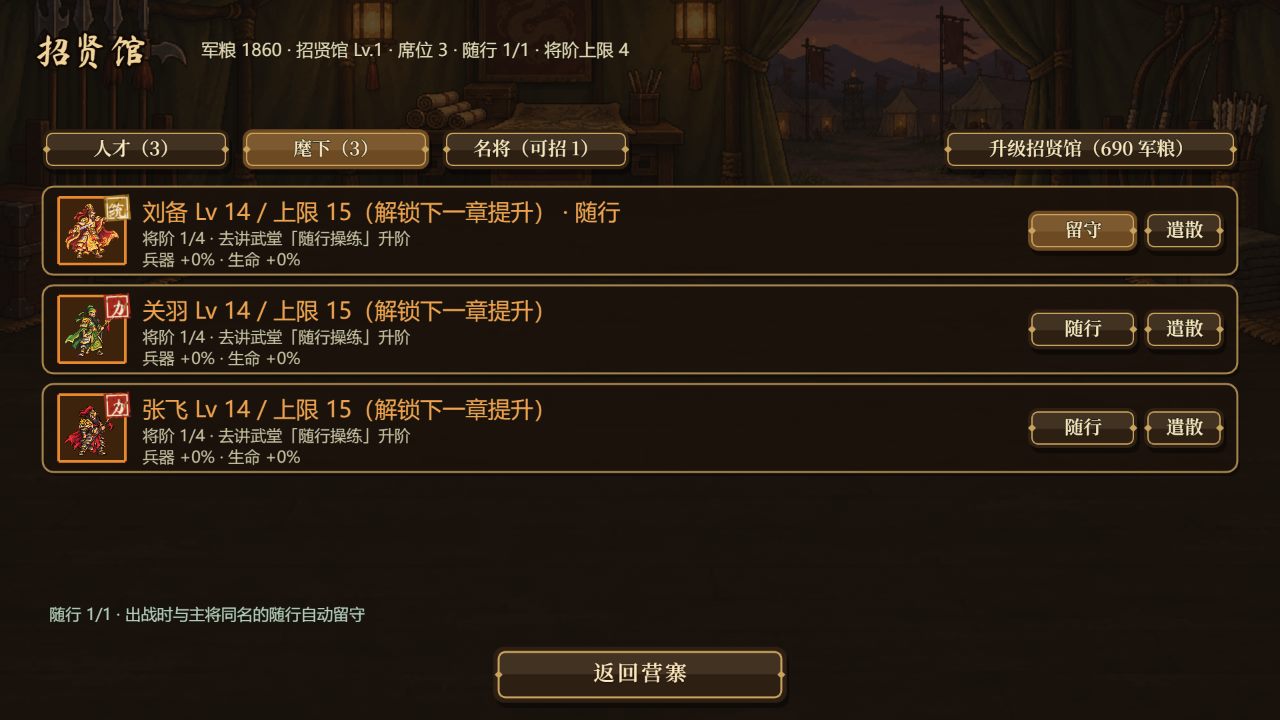 招贤馆
军粮 1860 · 招贤馆 Lv.1 · 席位 3 · 随行 1/1 · 将阶上限 4
人才（3）
麾下（3）
名将（可招 1）
升级招贤馆（690 军粮）
统
刘备 Lv 14 / 上限 15（解锁下一章提升） · 随行
将阶 1/4 · 去讲武堂「随行操练」升阶
兵器 +0% · 生命 +0%
留守
遣散
力
关羽 Lv 14 / 上限 15（解锁下一章提升）
将阶 1/4 · 去讲武堂「随行操练」升阶
兵器 +0% · 生命 +0%
随行
遣散
力
张飞 Lv 14 / 上限 15（解锁下一章提升）
将阶 1/4 · 去讲武堂「随行操练」升阶
兵器 +0% · 生命 +0%
随行
遣散
随行 1/1 · 出战时与主将同名的随行自动留守
返回营寨